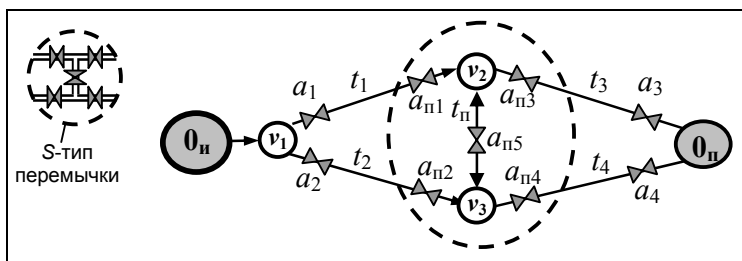 S-тип
перемычки
0и
v1
a1
t1
aп1
v2
aп3
t3
a3
tп
aп5
0п
a2
t2
aп2
v3
aп4
t4
a4